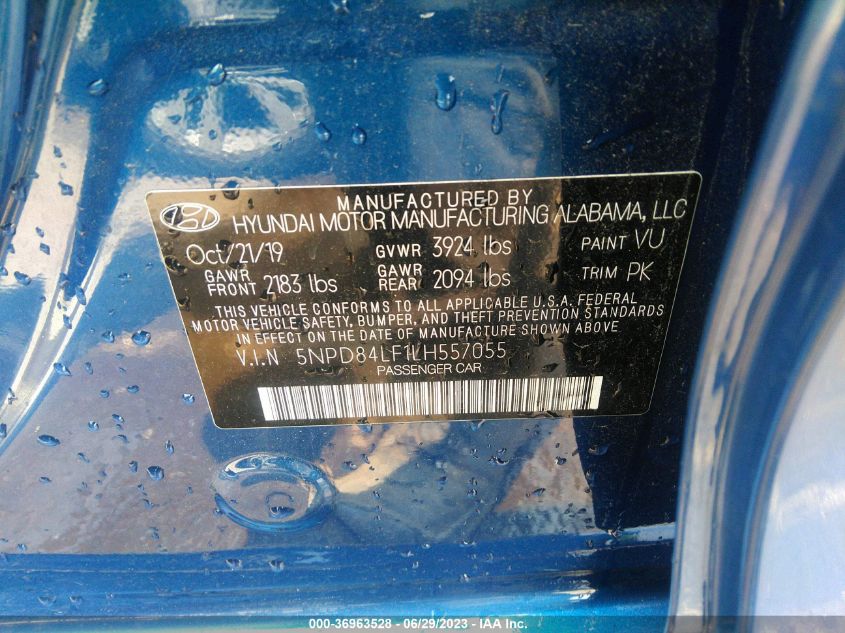 MANUFACTURED BY
HYUNDAI MOTOR MANUFACTURING ALABAMA, LLC
Oct/21/19 GVWR 3924 lbs PAINT VU
GAWR FRONT 2183 lbs GAWR REAR 2094 lbs TRIM PK
THIS VEHICLE CONFORMS TO ALL APPLICABLE U.S.A. FEDERAL
MOTOR VEHICLE SAFETY, BUMPER, AND THEFT PREVENTION STANDARDS
IN EFFECT ON THE DATE OF MANUFACTURE SHOWN ABOVE
V.I.N 5NPD84LF1LH557055
PASSENGER CAR
000-36963528 - 06/29/2023 - IAA Inc.